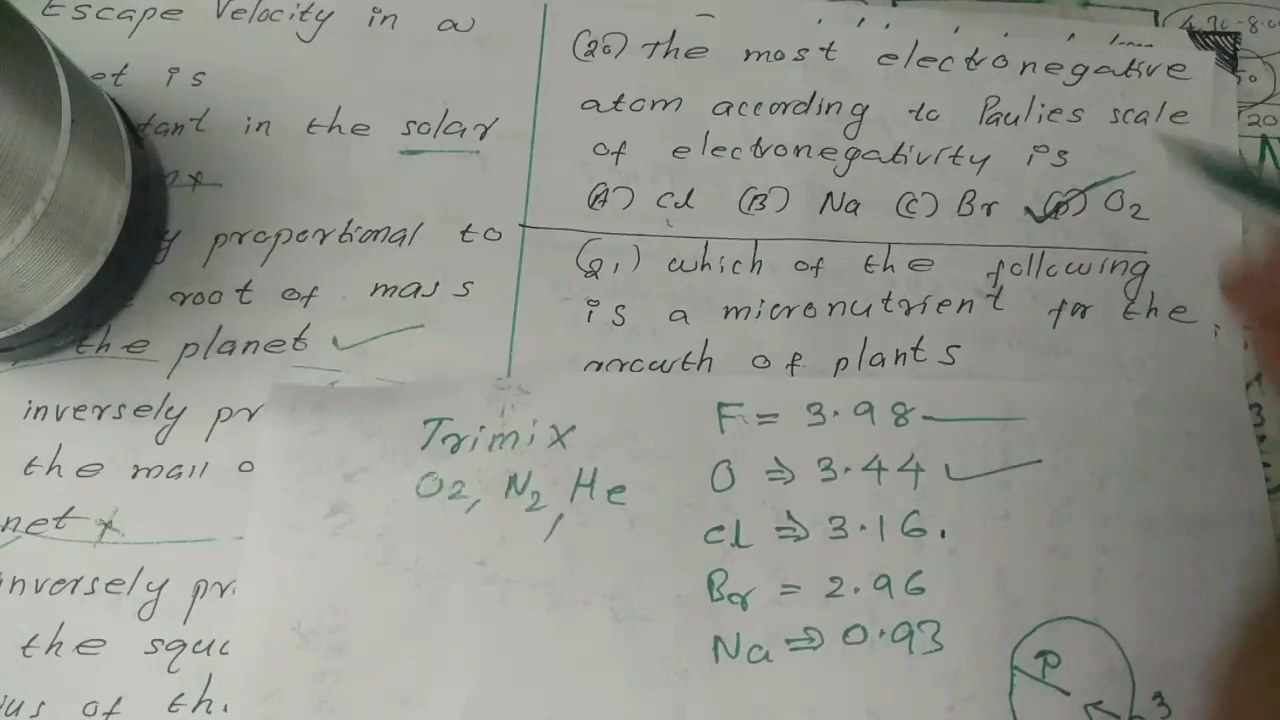 Escape Velocity in a
et is
tant in the solar
y proportional to
root of mass
the planet
inversely pr
the mall o
net
inversely pr
the squ
us of th
(20) The most electronegative
atom according to Paulies scale
of electronegativity is
(A) Cl (B) Na (C) Br (D) O2
(21) which of the following
is a micronutrient for the
growth of plants
Trimix
O2, N2, He
F = 3.98
O ⇒ 3.44
Cl ⇒ 3.16.
Br = 2.96
Na ⇒ 0.93
P
3
20